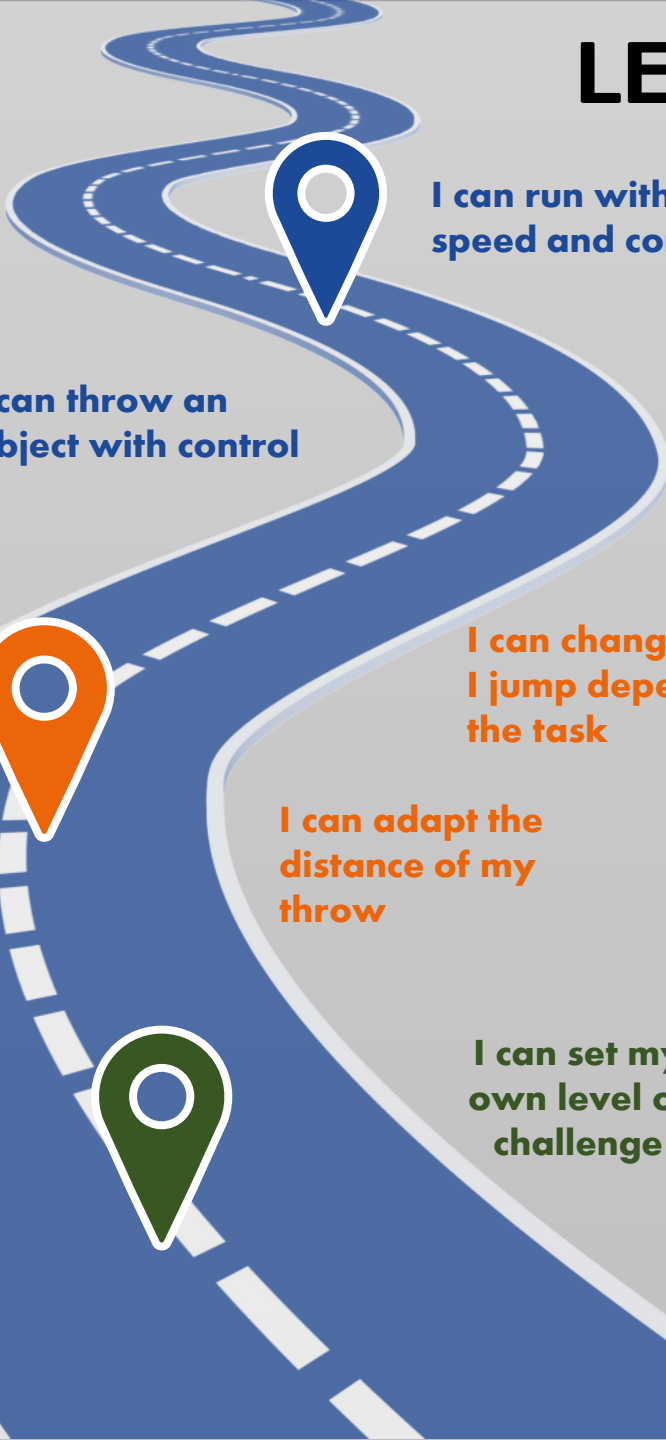 LE
I can run with
speed and co
can throw an
bject with control
I can chang
I jump depe
the task
I can adapt the
distance of my
throw
I can set my
own level o
challenge